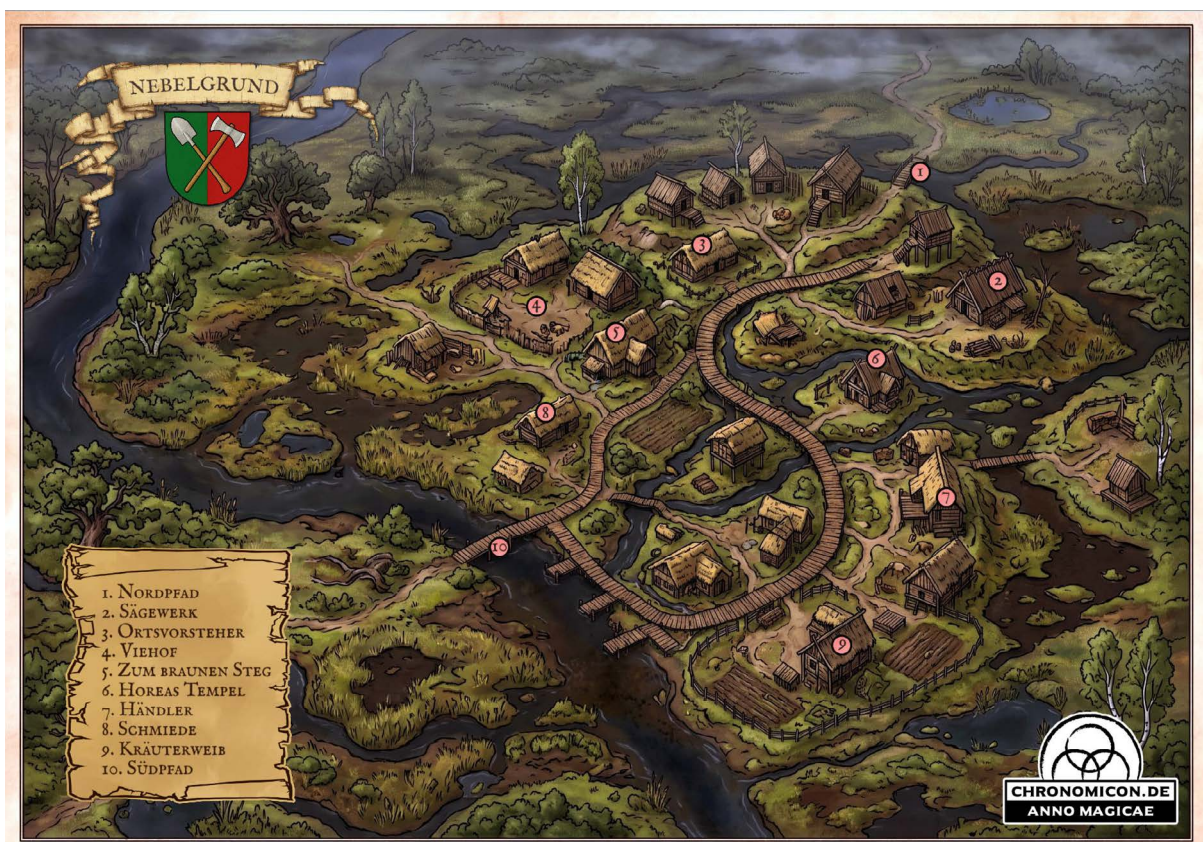 NEBELGRUND
1. NORDPFAD
2. SÄGEWERK
3. ORTSVORSTEHER
4. VIEHOF
5. ZUM BRAUNEN STEG
6. HOREAS TEMPEL
7. HÄNDLER
8. SCHMIEDE
9. KRÄUTERWEIB
10. SÜDPFAD
1
2
3
4
5
6
7
8
9
10
CHRONOMICON.DE
ANNO MAGICAE